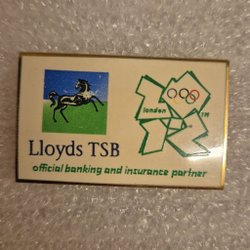 london
TM
Lloyds TSB
official banking and insurance partner